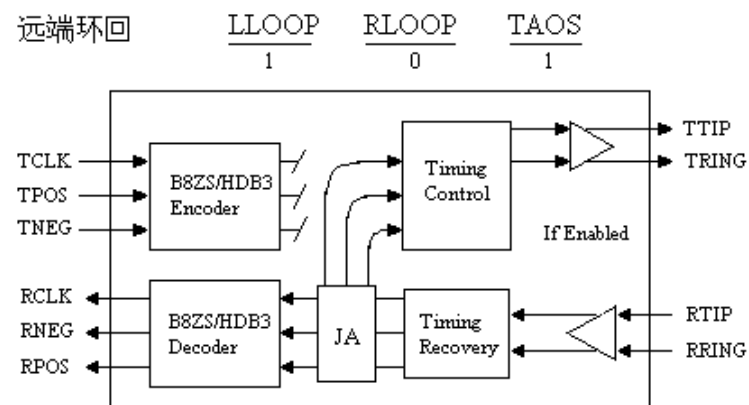 远端环回 LLOOP RLOOP TAOS
1 0 1
TTIP
TCLK
B8ZS/HDB3
Encoder
Timing
Control
TRING
TPOS
TNEG
If Enabled
RCLK
B8ZS/HDB3
Decoder
JA
Timing
Recovery
RTIP
RNEG
RRING
RPOS